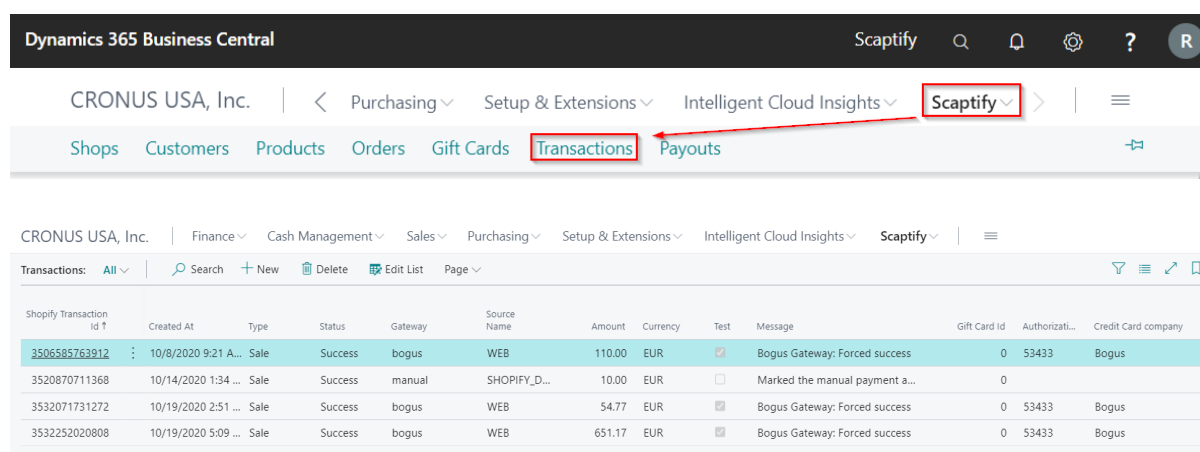 Dynamics 365 Business Central Scaptify ? R
CRONUS USA, Inc. Purchasing Setup & Extensions Intelligent Cloud Insights Scaptify
Shops Customers Products Orders Gift Cards Transactions Payouts
CRONUS USA, Inc. Finance Cash Management Sales Purchasing Setup & Extensions Intelligent Cloud Insights Scaptify
Transactions: All Search + New Delete Edit List Page
Shopify Transaction Id ↑ Created At Type Status Gateway Source Name Amount Currency Test Message Gift Card Id Authorizati... Credit Card company
3506585763912 10/8/2020 9:21 A... Sale Success bogus WEB 110.00 EUR Bogus Gateway: Forced success 0 53433 Bogus
3520870711368 10/14/2020 1:34 ... Sale Success manual SHOPIFY_D... 10.00 EUR Marked the manual payment a... 0
3532071731272 10/19/2020 2:51 ... Sale Success bogus WEB 54.77 EUR Bogus Gateway: Forced success 0 53433 Bogus
3532252020808 10/19/2020 5:09 ... Sale Success bogus WEB 651.17 EUR Bogus Gateway: Forced success 0 53433 Bogus